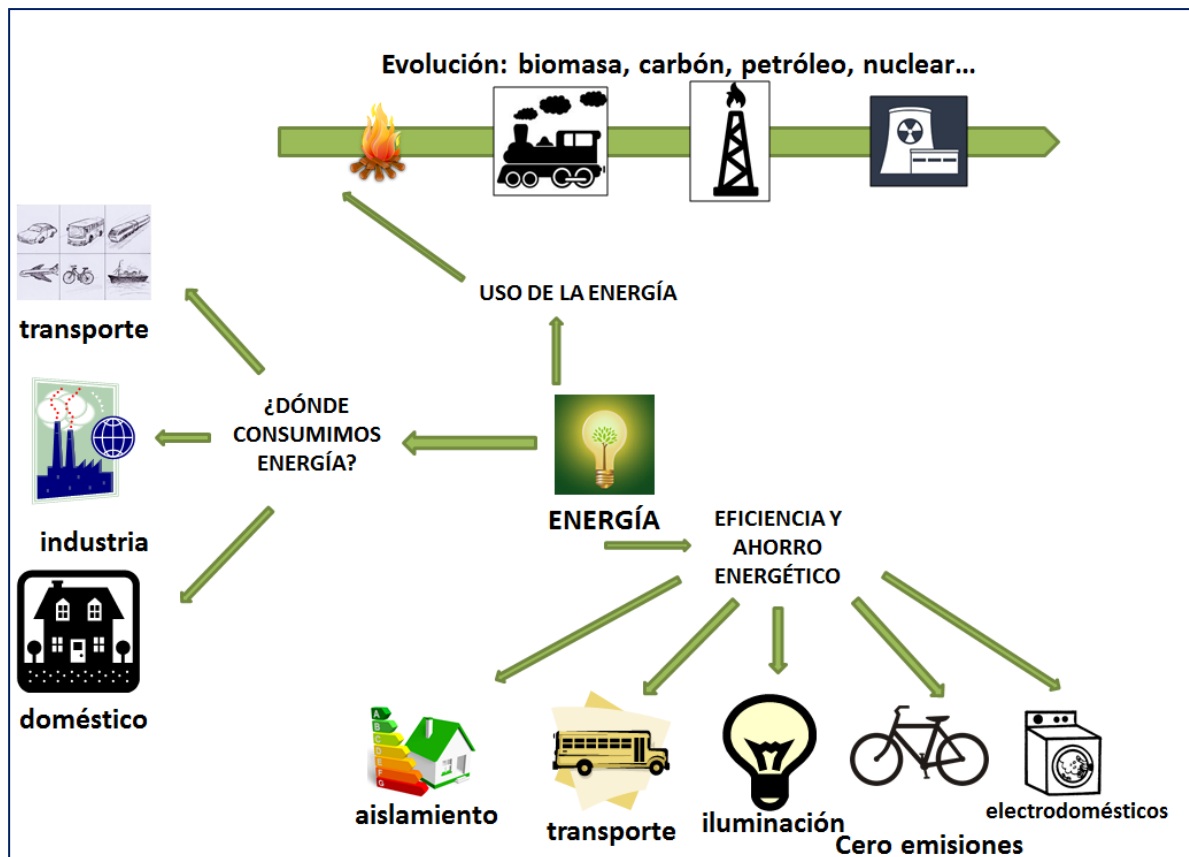 Evolución: biomasa, carbón, petróleo, nuclear...
USO DE LA ENERGÍA
transporte
¿DÓNDE
CONSUMIMOS
ENERGÍA?
industria
doméstico
ENERGÍA
EFICIENCIA Y
AHORRO
ENERGÉTICO
A
B
C
D
E
F
G
aislamiento
transporte
iluminación
Cero emisiones
electrodomésticos